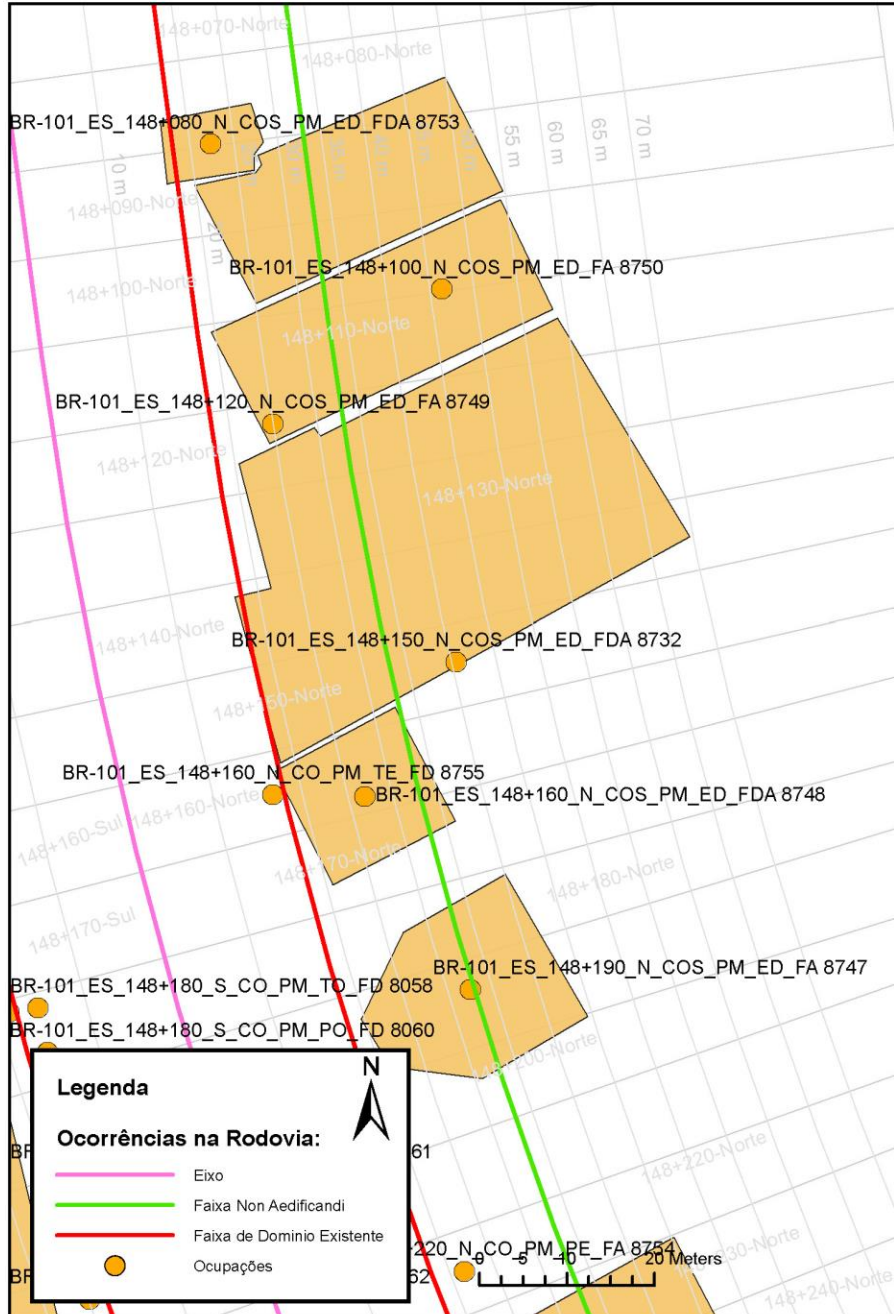 148+070-Norte
148+080-Norte
BR-101_ES_148+080_N_COS_PM_ED_FDA 8753
10 m
20 m
55 m
60 m
65 m
70 m
148+090-Norte
148+100-Norte
BR-101_ES_148+100_N_COS_PM_ED_FA 8750
148+110-Norte
BR-101_ES_148+120_N_COS_PM_ED_FA 8749
148+120-Norte
148+130-Norte
148+140-Norte
BR-101_ES_148+150_N_COS_PM_ED_FDA 8732
148+150-Norte
BR-101_ES_148+160_N_CO_PM_TE_FD 8755
BR-101_ES_148+160_N_COS_PM_ED_FDA 8748
148+160-Sul
148+160-Norte
148+170-Norte
148+180-Norte
148+170-Sul
BR-101_ES_148+190_N_COS_PM_ED_FA 8747
BR-101_ES_148+180_S_CO_PM_TO_FD 8058
BR-101_ES_148+180_S_CO_PM_PO_FD 8060
148+200-Norte
N
Legenda
Ocorrências na Rodovia:
Eixo
Faixa Non Aedificandi
Faixa de Dominio Existente
Ocupações
61
148+220-Norte
220_N_CO_PM_PE_FA 8754
62
0 5 10 20 Meters
148+240-Norte